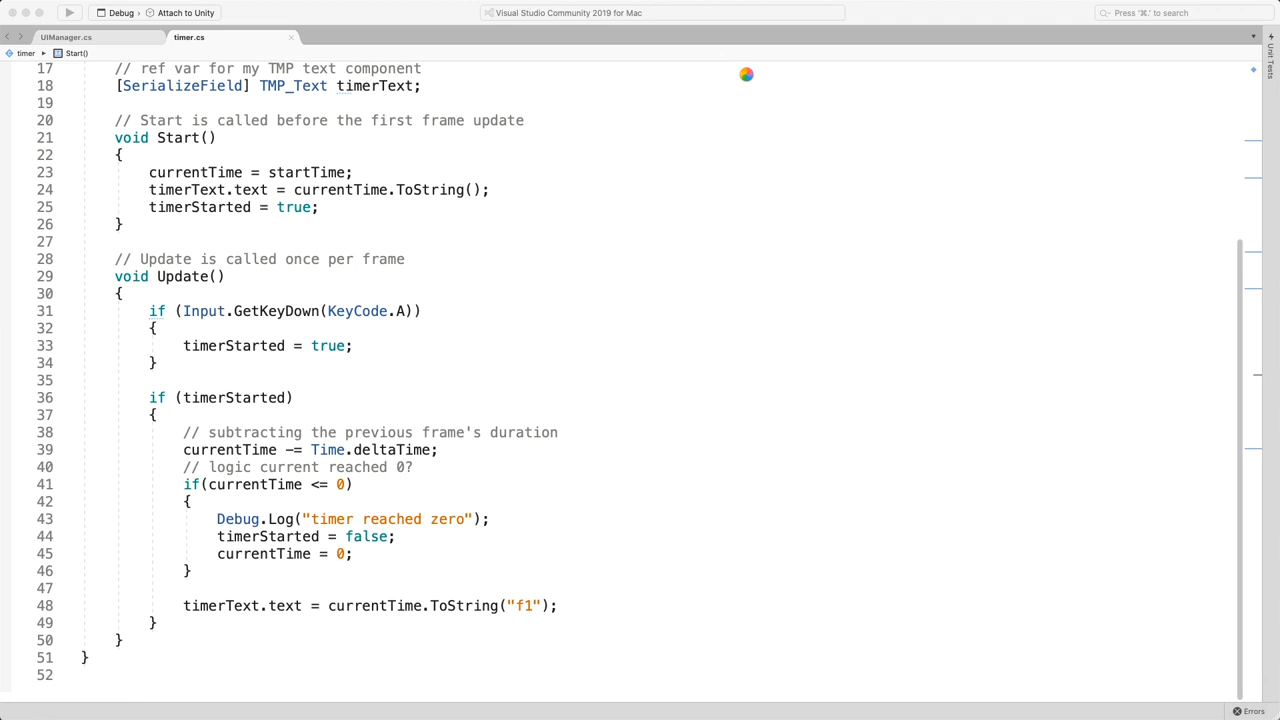 Debug
Attach to Unity
Visual Studio Community 2019 for Mac
Press '⌘.' to search
UIManager.cs
timer.cs
timer
Start()
Unit Tests
17 // ref var for my TMP text component
18 [SerializeField] TMP_Text timerText;
19
20 // Start is called before the first frame update
21 void Start()
22 {
23 currentTime = startTime;
24 timerText.text = currentTime.ToString();
25 timerStarted = true;
26 }
27
28 // Update is called once per frame
29 void Update()
30 {
31 if (Input.GetKeyDown(KeyCode.A))
32 {
33 timerStarted = true;
34 }
35
36 if (timerStarted)
37 {
38 // subtracting the previous frame's duration
39 currentTime -= Time.deltaTime;
40 // logic current reached 0?
41 if(currentTime <= 0)
42 {
43 Debug.Log("timer reached zero");
44 timerStarted = false;
45 currentTime = 0;
46 }
47
48 timerText.text = currentTime.ToString("f1");
49 }
50 }
51 }
52
Errors